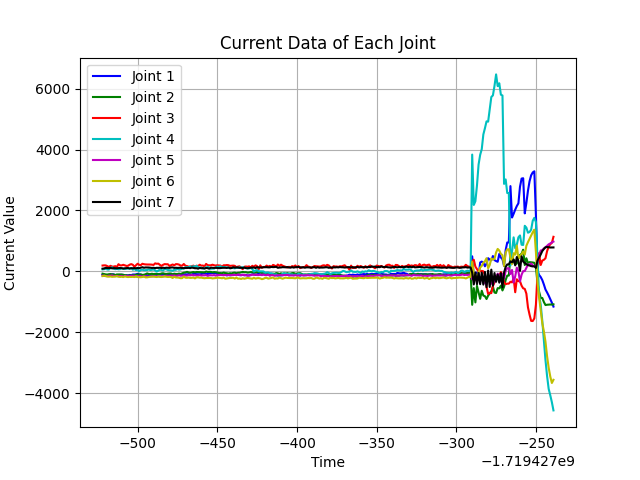 Current Data of Each Joint
Joint 1
Joint 2
Joint 3
Joint 4
Joint 5
Joint 6
Joint 7
6000
4000
2000
0
−2000
−4000
Current Value
−500
−450
−400
−350
−300
−250
Time
−1.719427e9